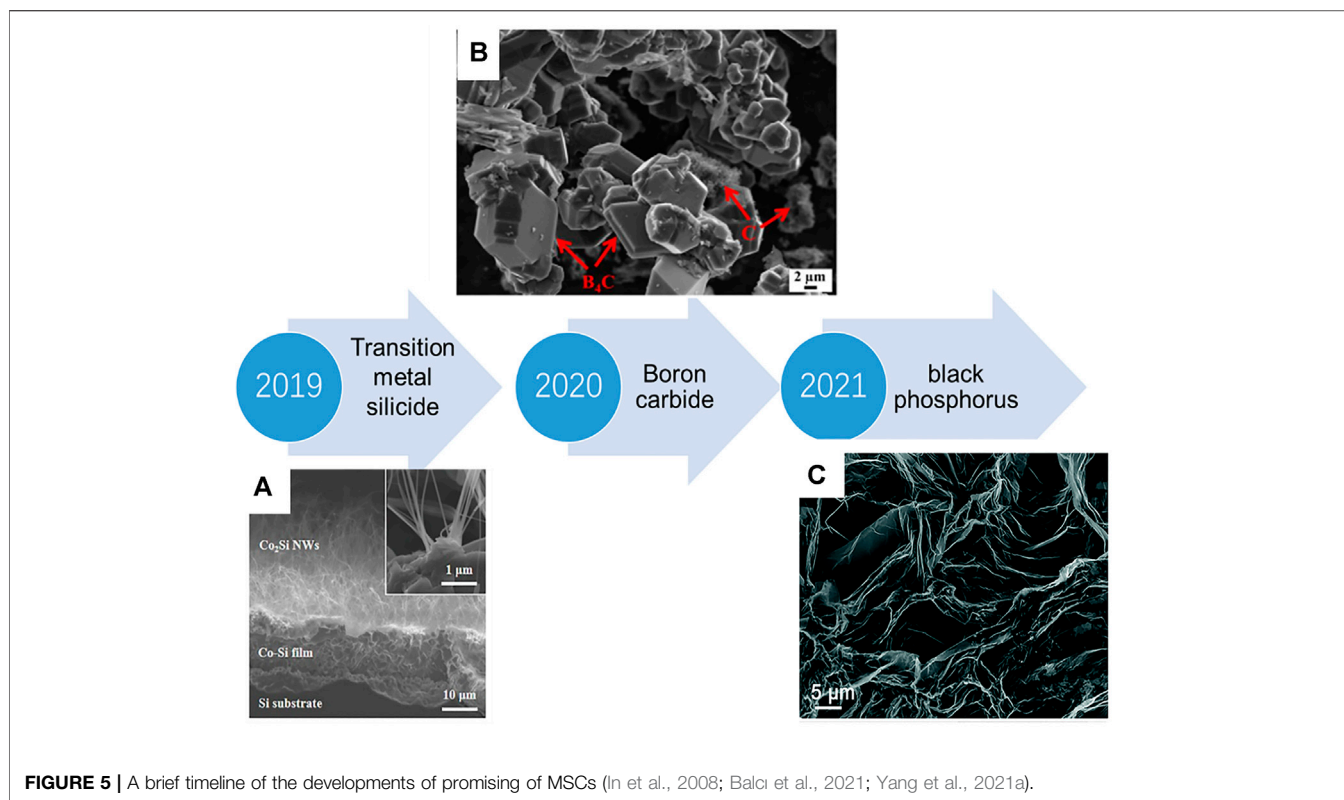 B
C
B₄C
2 µm
2019
Transition
metal
silicide
2020
Boron
carbide
2021
black
phosphorus
A
Co₂Si NWs
1 µm
Co-Si film
10 µm
Si substrate
C
5 µm
FIGURE 5 | A brief timeline of the developments of promising of MSCs (In et al., 2008; Balcı et al., 2021; Yang et al., 2021a).